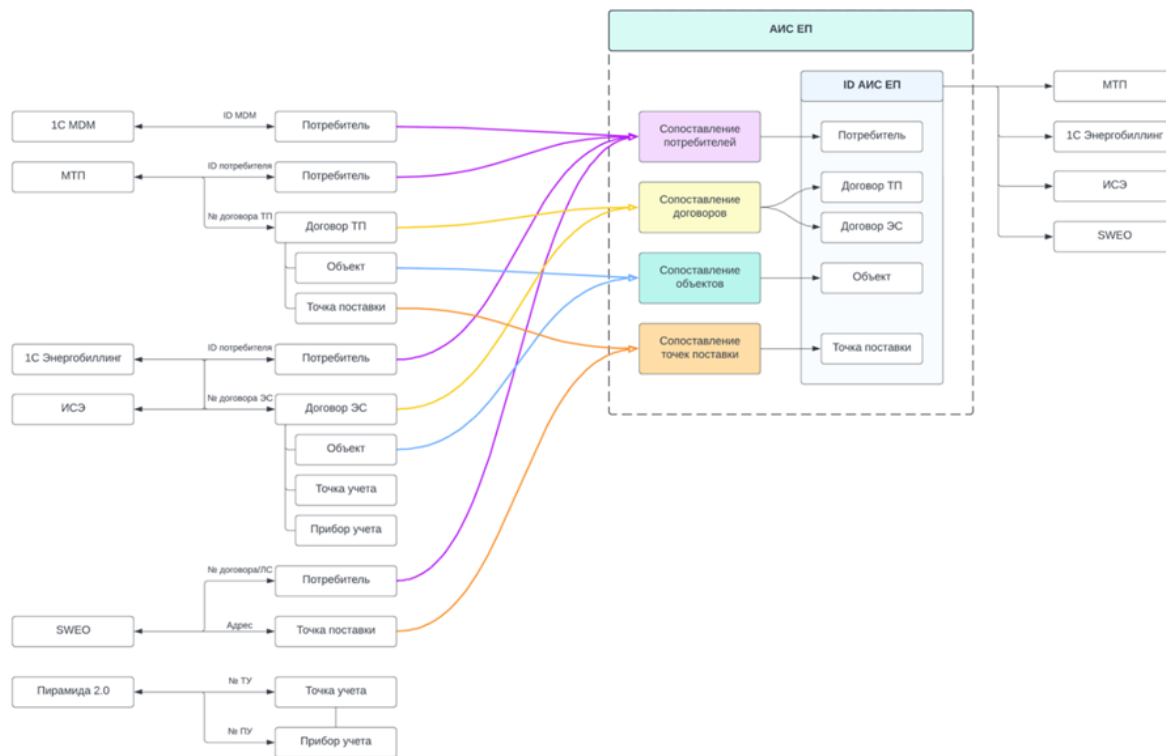 АИС ЕП
ID АИС ЕП
1С MDM
ID MDM
Потребитель
МТП
ID потребителя
Потребитель
№ договора ТП
Договор ТП
Объект
Точка поставки
1С Энергобиллинг
ID потребителя
Потребитель
ИСЭ
№ договора ЭС
Договор ЭС
Объект
Точка учета
Прибор учета
№ договора/ЛС
Потребитель
SWEO
Адрес
Точка поставки
Пирамида 2.0
№ ТУ
Точка учета
№ ПУ
Прибор учета
Сопоставление
потребителей
Сопоставление
договоров
Сопоставление
объектов
Сопоставление
точек поставки
Потребитель
Договор ТП
Договор ЭС
Объект
Точка поставки
МТП
1С Энергобиллинг
ИСЭ
SWEO